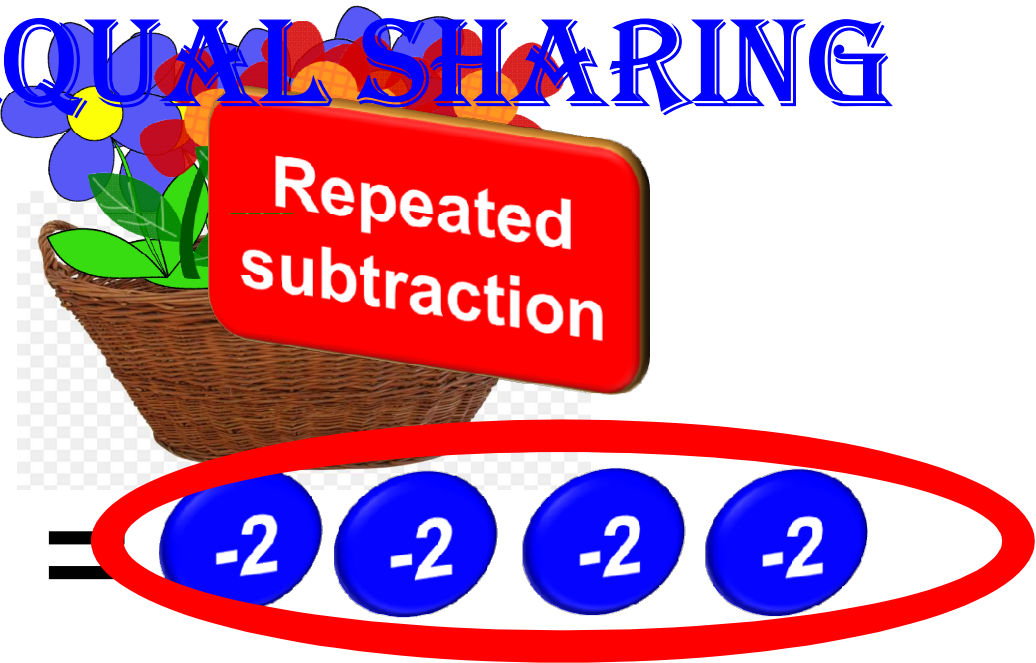 QUAL SHARING
Repeated
subtraction
= -2 -2 -2 -2